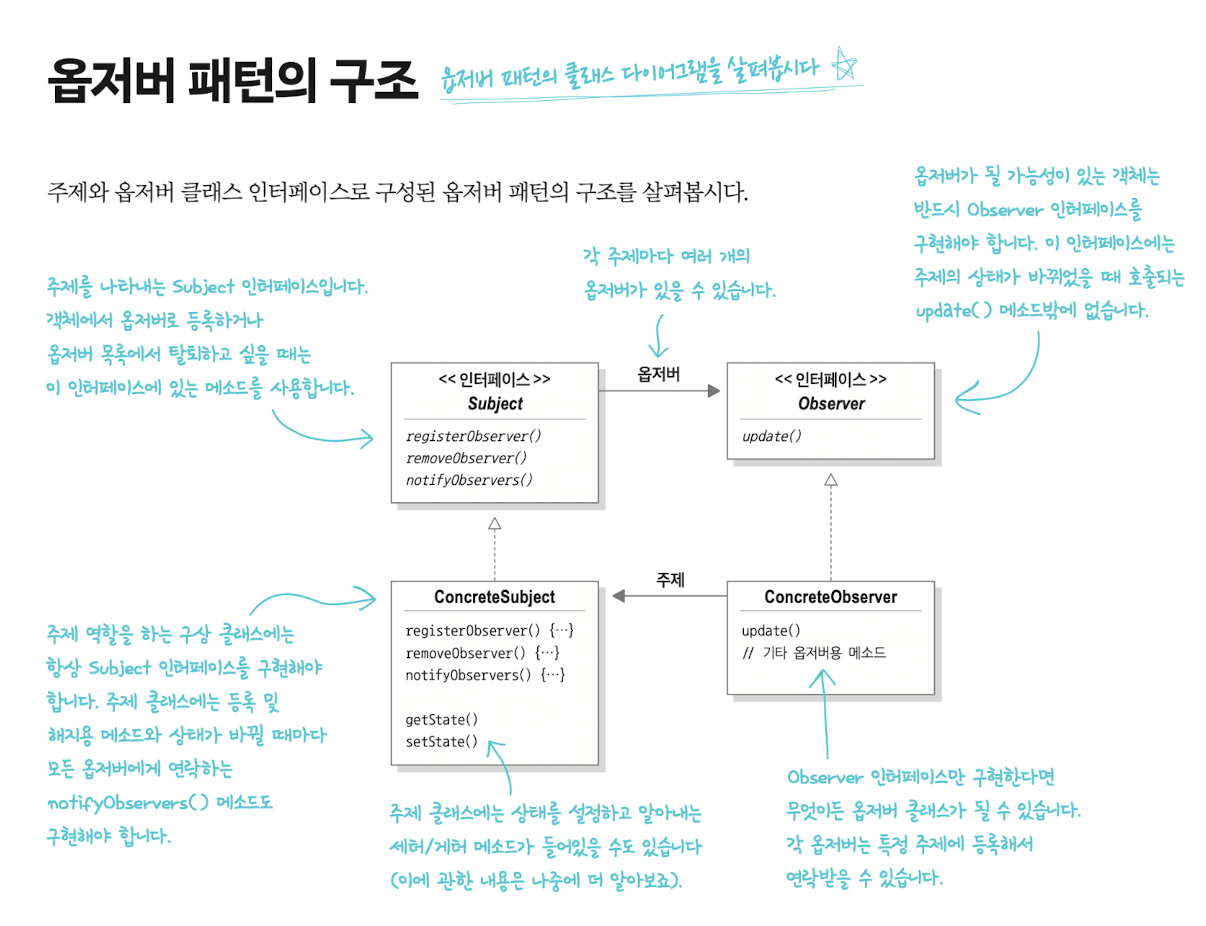 옵저버 패턴의 구조
옵저버 패턴의 클래스 다이어그램을 살펴봅시다
주제와 옵저버 클래스 인터페이스로 구성된 옵저버 패턴의 구조를 살펴봅시다.
주제를 나타내는 Subject 인터페이스입니다.
객체에서 옵저버로 등록하거나
옵저버 목록에서 탈퇴하고 싶을 때는
이 인터페이스에 있는 메소드를 사용합니다.
각 주제마다 여러 개의
옵저버가 있을 수 있습니다.
옵저버가 될 가능성이 있는 객체는
반드시 Observer 인터페이스를
구현해야 합니다. 이 인터페이스에는
주제의 상태가 바뀌었을 때 호출되는
update() 메소드밖에 없습니다.
<< 인터페이스 >>
Subject
registerObserver()
removeObserver()
notifyObservers()
옵저버
<< 인터페이스 >>
Observer
update()
주제 역할을 하는 구상 클래스에는
항상 Subject 인터페이스를 구현해야
합니다. 주제 클래스에는 등록 및
해지용 메소드와 상태가 바뀔 때마다
모든 옵저버에게 연락하는
notifyObservers() 메소드도
구현해야 합니다.
ConcreteSubject
registerObserver() {…}
removeObserver() {…}
notifyObservers() {…}
getState()
setState()
주제
ConcreteObserver
update()
// 기타 옵저버용 메소드
주제 클래스에는 상태를 설정하고 알아내는
세터/게터 메소드가 들어있을 수도 있습니다
(이에 관한 내용은 나중에 더 알아보죠).
Observer 인터페이스만 구현한다면
무엇이든 옵저버 클래스가 될 수 있습니다.
각 옵저버는 특정 주제에 등록해서
연락받을 수 있습니다.